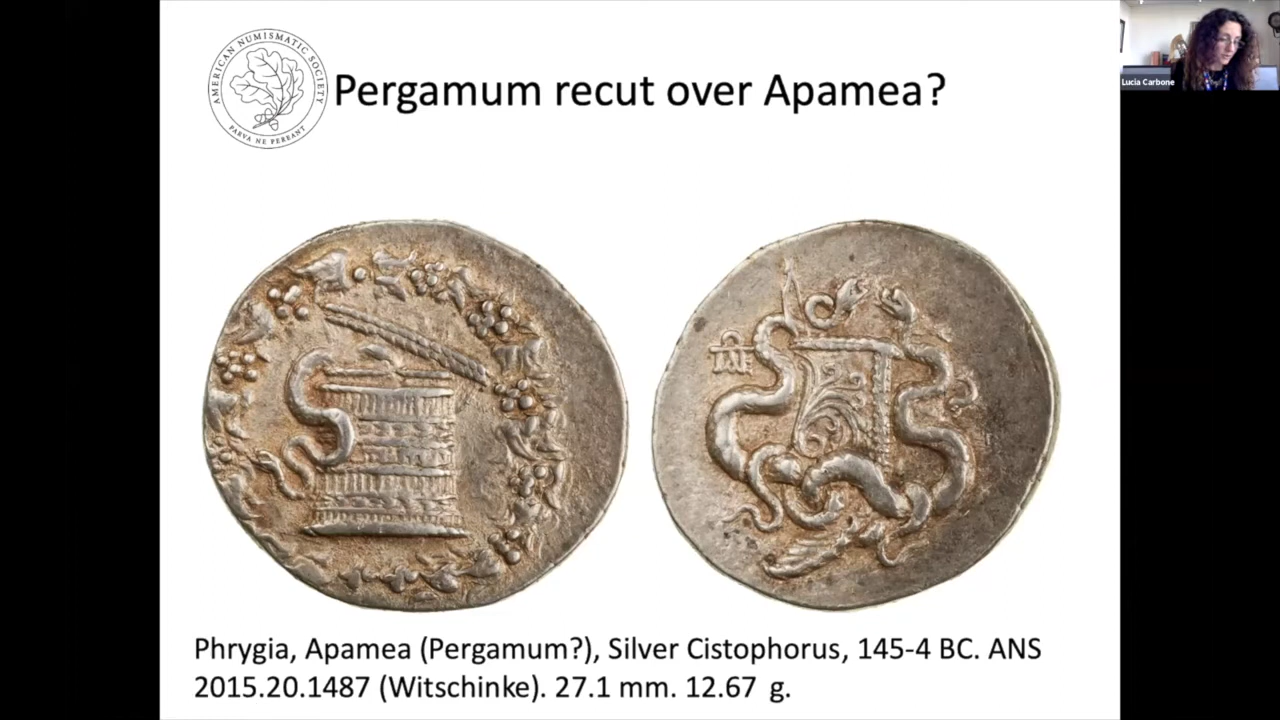 AMERICAN NUMISMATIC SOCIETY
PARVA NE PEREANT
Pergamum recut over Apamea?
Lucia Carbone
Phrygia, Apamea (Pergamum?), Silver Cistophorus, 145-4 BC. ANS
2015.20.1487 (Witschinke). 27.1 mm. 12.67 g.